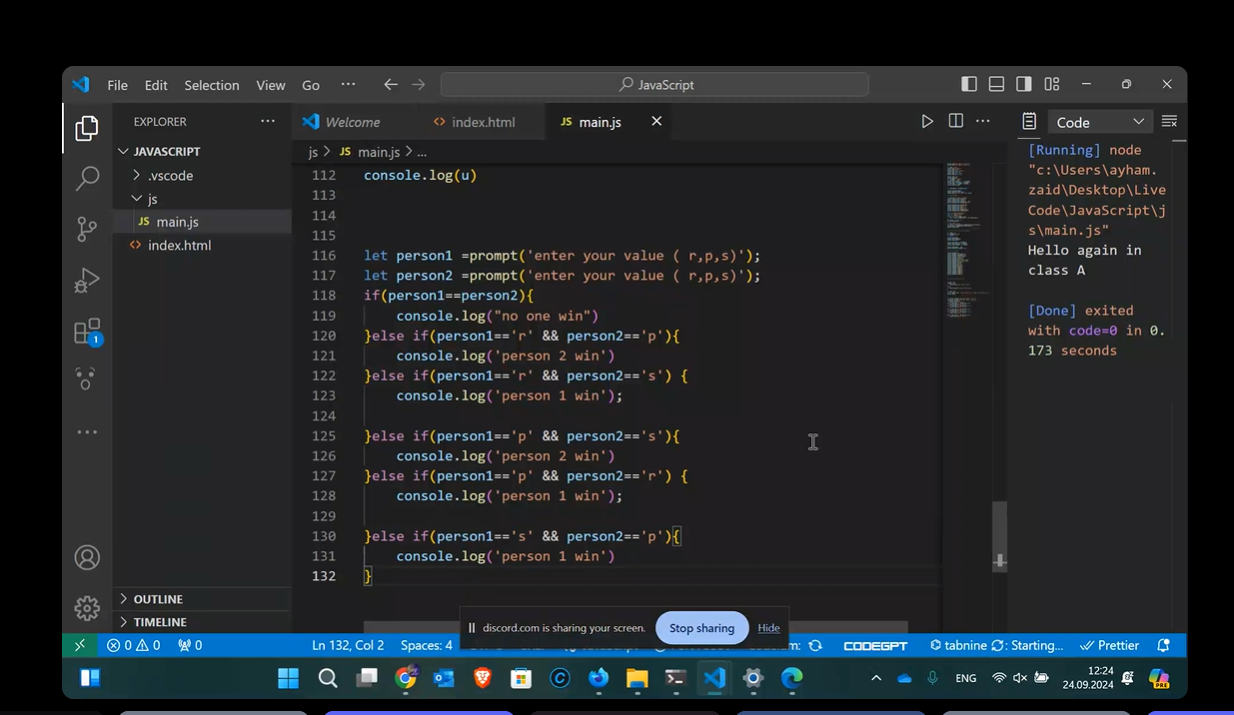 File Edit Selection View Go ··· JavaScript
EXPLORER ···
Welcome index.html JS main.js Code
JAVASCRIPT
.vscode
js
JS main.js
index.html
js > JS main.js > ...
112 console.log(u)
113
114
115
116 let person1 =prompt('enter your value ( r,p,s)');
117 let person2 =prompt('enter your value ( r,p,s)');
118 if(person1==person2){
119 console.log("no one win")
120 }else if(person1=='r' && person2=='p'){
121 console.log('person 2 win')
122 }else if(person1=='r' && person2=='s') {
123 console.log('person 1 win');
124
125 }else if(person1=='p' && person2=='s'){
126 console.log('person 2 win')
127 }else if(person1=='p' && person2=='r') {
128 console.log('person 1 win');
129
130 }else if(person1=='s' && person2=='p'){
131 console.log('person 1 win')
132 }
[Running] node
"c:\Users\ayham.
zaid\Desktop\Live
Code\JavaScript\j
s\main.js"
Hello again in
class A
[Done] exited
with code=0 in 0.
173 seconds
1
OUTLINE
TIMELINE
discord.com is sharing your screen. Stop sharing Hide
0 0 0 Ln 132, Col 2 Spaces: 4 CODEGPT tabnine : Starting... Prettier
ENG 12:24
24.09.2024
PRE